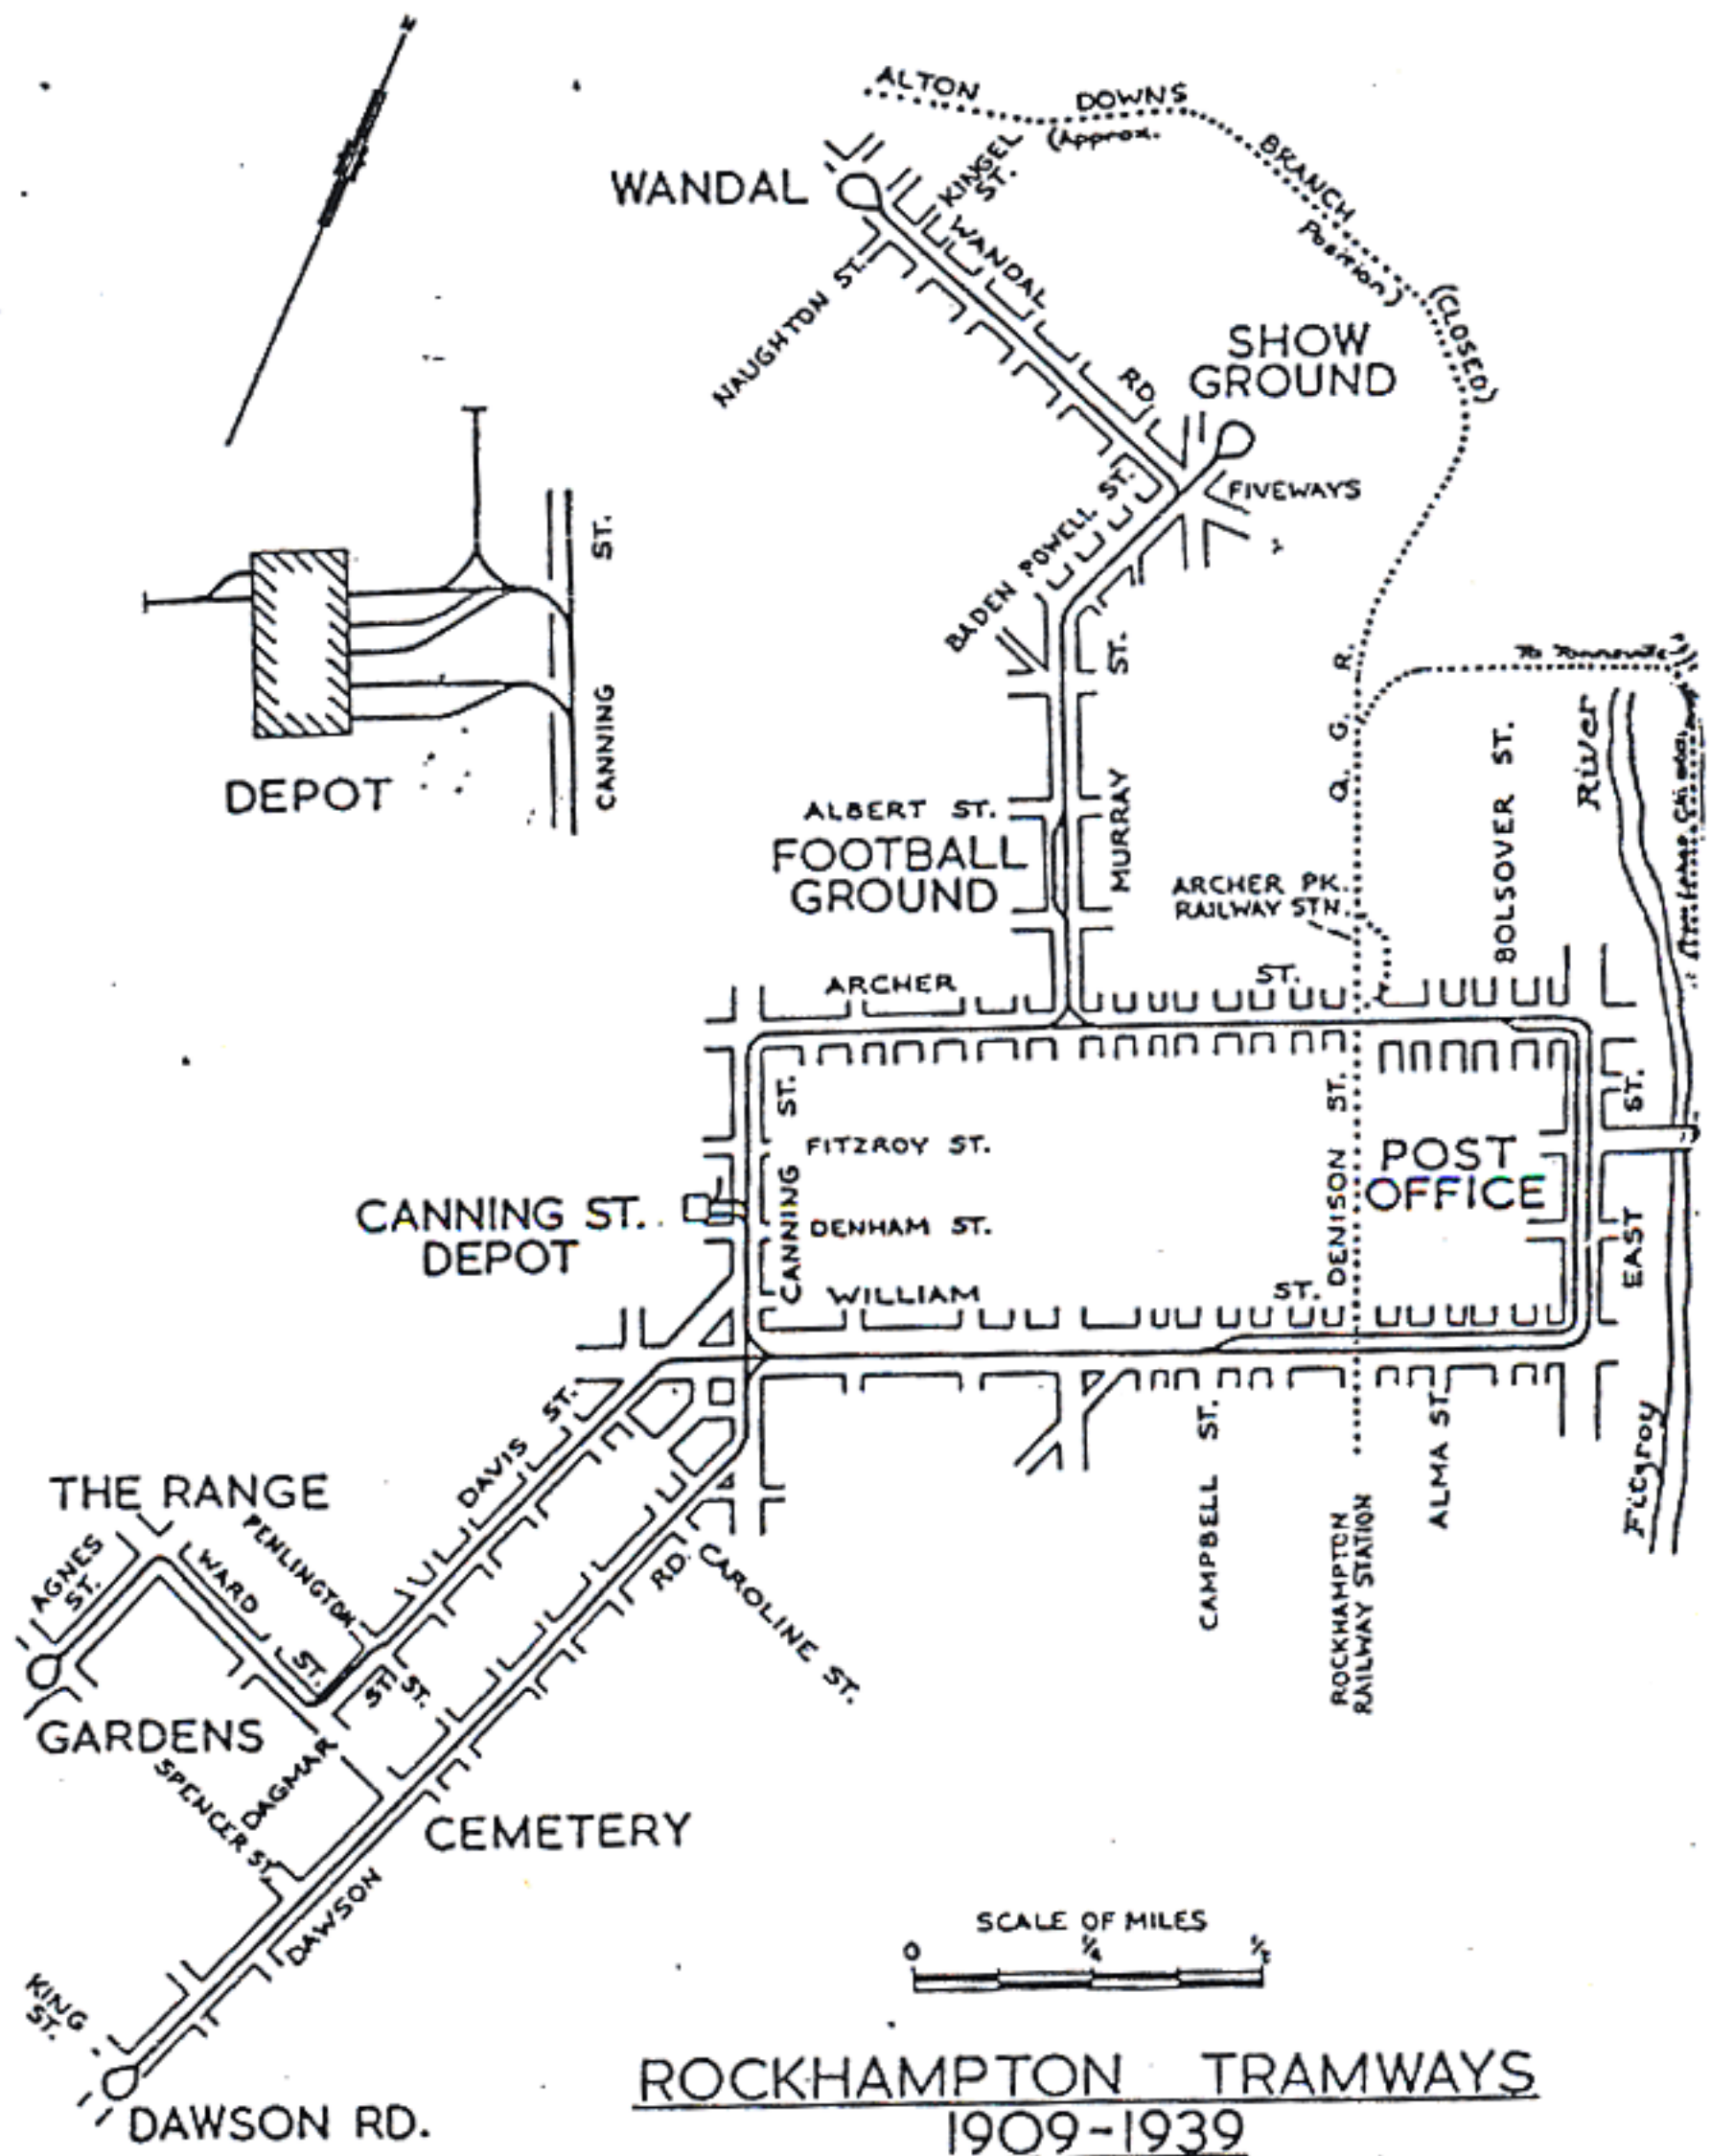 N
ALTON DOWNS BRANCH (CLOSED)
(Approx. Position)
WANDAL
KINGEL
ST.
WANDAL RD.
NAUGHTON ST.
SHOW
GROUND
FIVEWAYS
BADEN POWELL ST.
ST.
CANNING ST.
DEPOT
Q. G. R.
River
BOLSOVER ST.
ALBERT ST.
FOOTBALL
GROUND
MURRAY
ARCHER PK.
RAILWAY STN.
ARCHER ST.
ST.
CANNING
FITZROY ST.
CANNING ST.
DEPOT
DENHAM ST.
DENISON ST.
POST
OFFICE
EAST ST.
WILLIAM ST.
DAVIS ST.
THE RANGE
AGNES
ST.
WARD ST.
PENLINGTON ST.
CAROLINE ST.
RD.
CAMPBELL ST.
ROCKHAMPTON
RAILWAY STATION
ALMA ST.
Fitzroy
GARDENS
DAGMAR ST.
SPENCER ST.
CEMETERY
DAWSON
KING
ST.
DAWSON RD.
SCALE OF MILES
0 1/4 1/2
ROCKHAMPTON TRAMWAYS
1909-1939